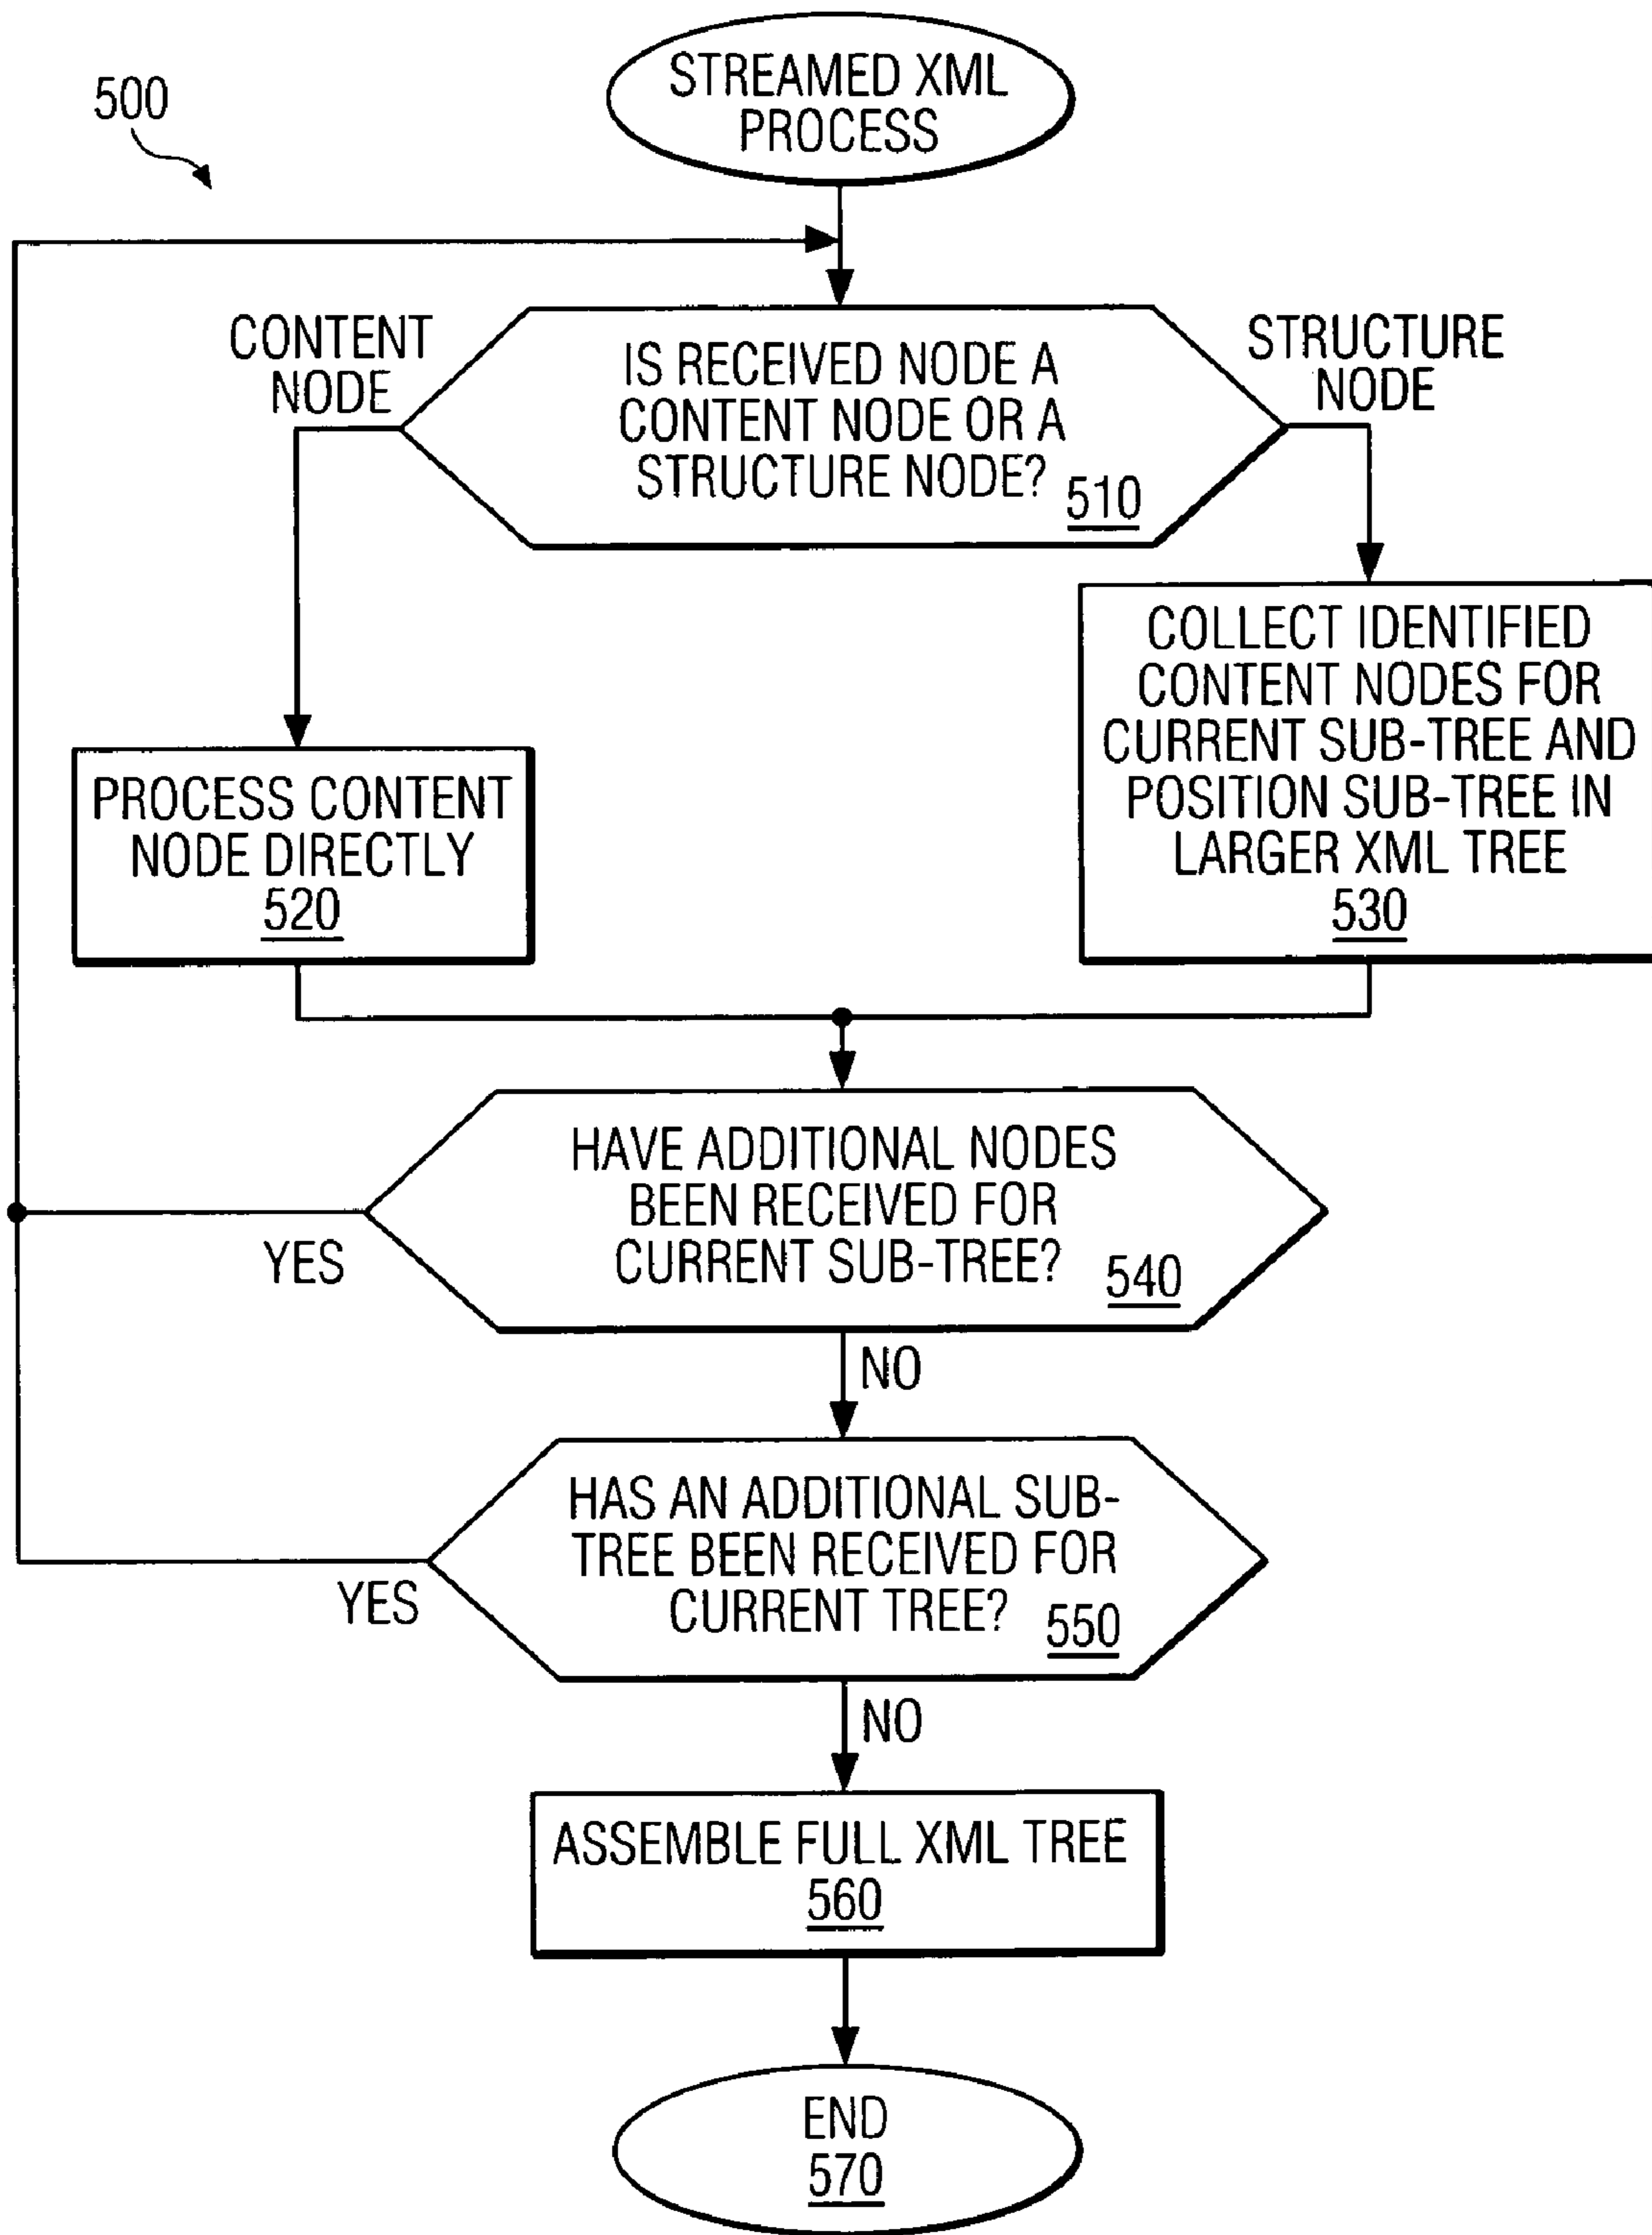 STREAMED XML
PROCESS
500
CONTENT
NODE
STRUCTURE
NODE
IS RECEIVED NODE A
CONTENT NODE OR A
STRUCTURE NODE?
510
PROCESS CONTENT
NODE DIRECTLY
520
COLLECT IDENTIFIED
CONTENT NODES FOR
CURRENT SUB-TREE AND
POSITION SUB-TREE IN
LARGER XML TREE
530
HAVE ADDITIONAL NODES
BEEN RECEIVED FOR
CURRENT SUB-TREE?
540
YES
NO
HAS AN ADDITIONAL SUB-
TREE BEEN RECEIVED FOR
CURRENT TREE?
550
YES
NO
ASSEMBLE FULL XML TREE
560
END
570